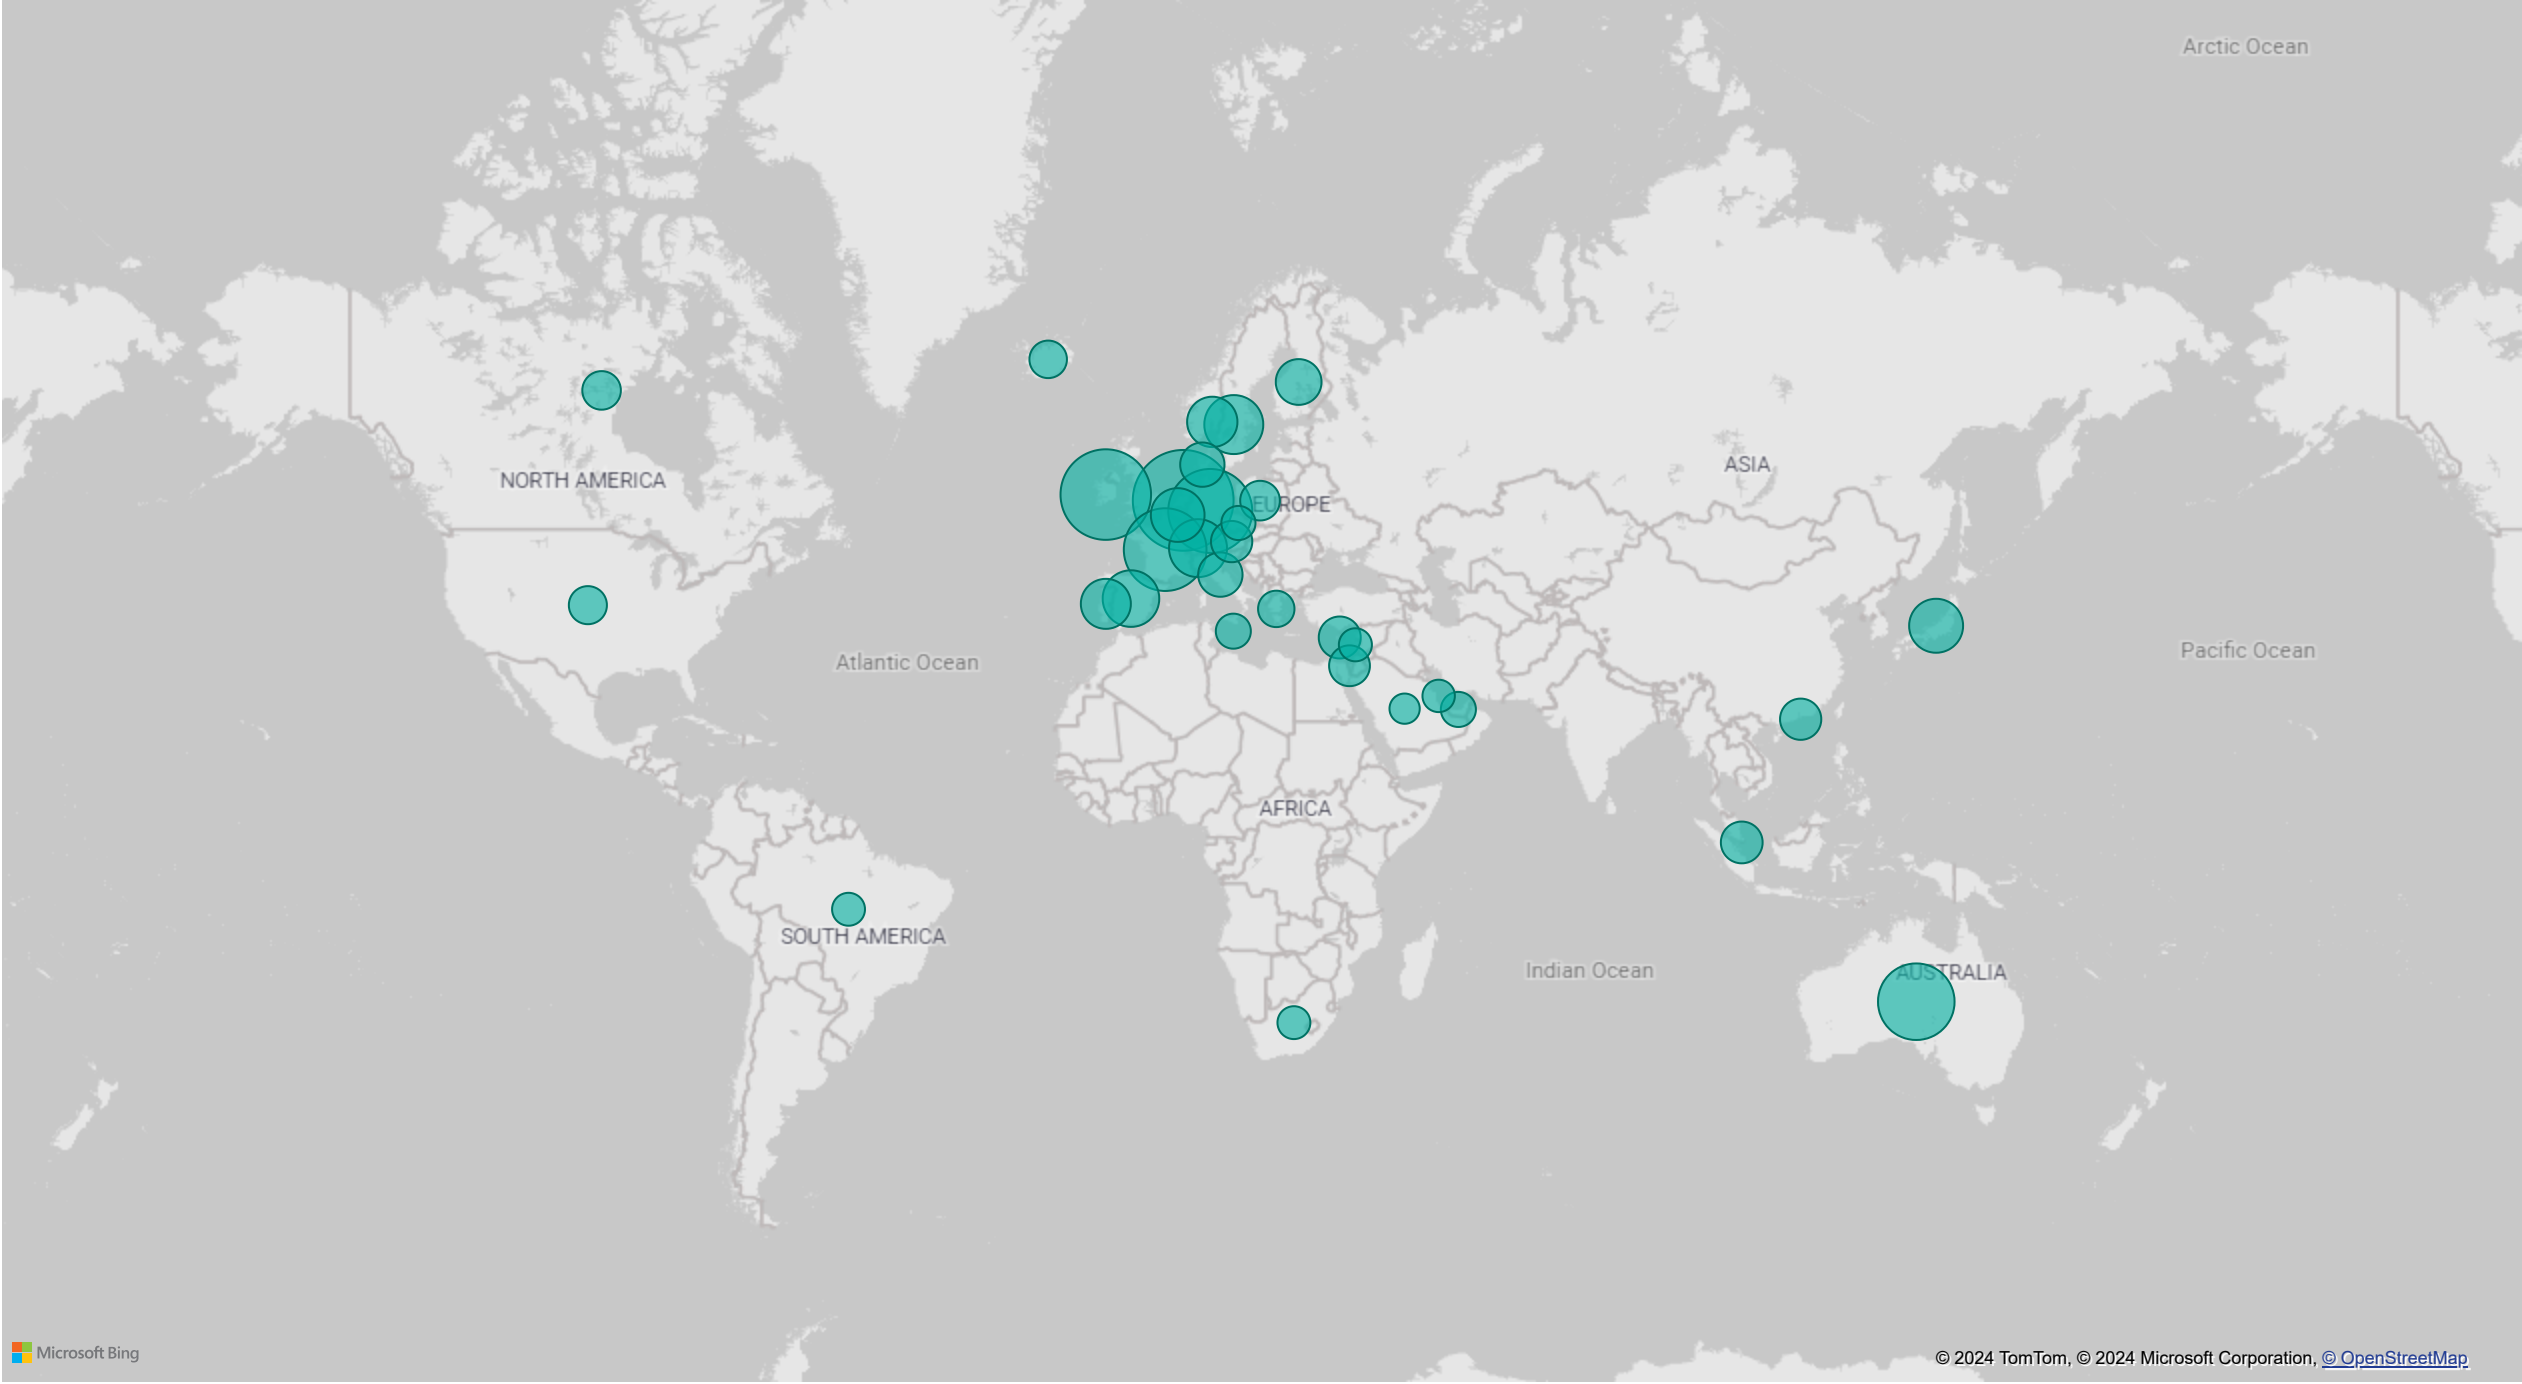 Arctic Ocean
ASIA
NORTH AMERICA
EUROPE
Pacific Ocean
Atlantic Ocean
AFRICA
SOUTH AMERICA
Indian Ocean
AUSTRALIA
Microsoft Bing
© 2024 TomTom, © 2024 Microsoft Corporation, © OpenStreetMap